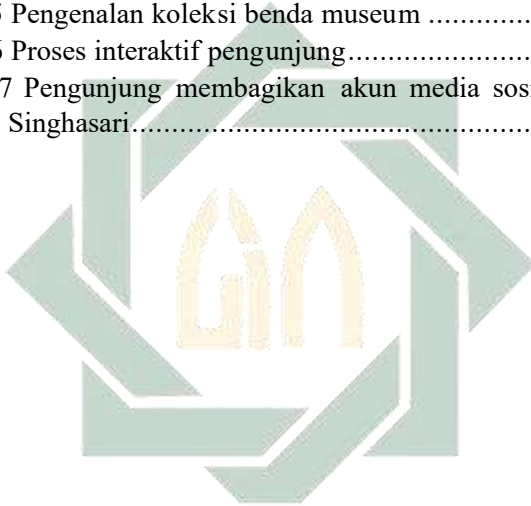 5 Pengenalan koleksi benda museum ................
6 Proses interaktif pengunjung........................
7 Pengunjung membagikan akun media sos
Singhasari...................................................